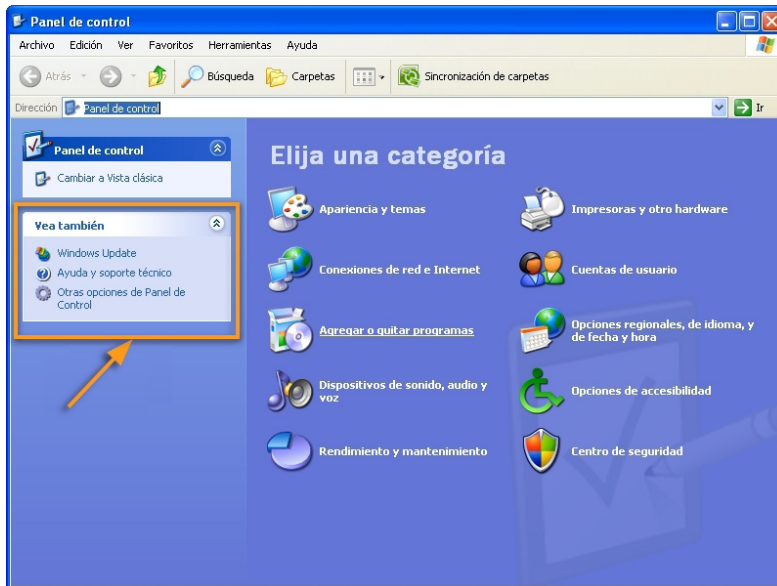 Panel de control
Archivo Edición Ver Favoritos Herramientas Ayuda
Atrás Búsqueda Carpetas Sincronización de carpetas
Dirección Panel de control Ir
Panel de control
Cambiar a Vista clásica
Vea también
Windows Update
Ayuda y soporte técnico
Otras opciones de Panel de
Control
Elija una categoría
Apariencia y temas
Impresoras y otro hardware
Conexiones de red e Internet
Cuentas de usuario
Agregar o quitar programas
Opciones regionales, de idioma, y
de fecha y hora
Dispositivos de sonido, audio y
voz
Opciones de accesibilidad
Rendimiento y mantenimiento
Centro de seguridad